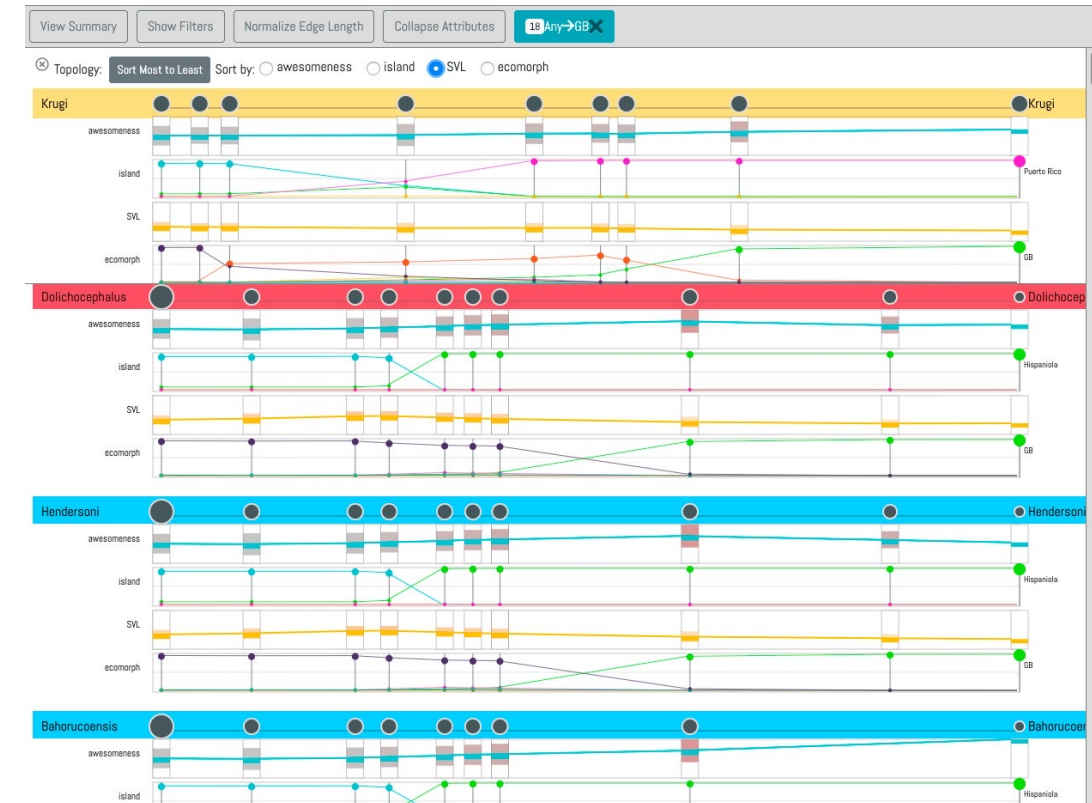 View Summary Show Filters Normalize Edge Length Collapse Attributes 18 Any→GB
Topology: Sort Most to Least Sort by: awesomeness island SVL ecomorph
Krugi Krugi
awesomeness
island Puerto Rico
SVL
ecomorph GB
Dolichocephalus Dolichocep
awesomeness
island Hispaniola
SVL
ecomorph GB
Hendersoni Hendersoni
awesomeness
island Hispaniola
SVL
ecomorph GB
Bahorucoensis Bahorucoen
awesomeness
island Hispaniola